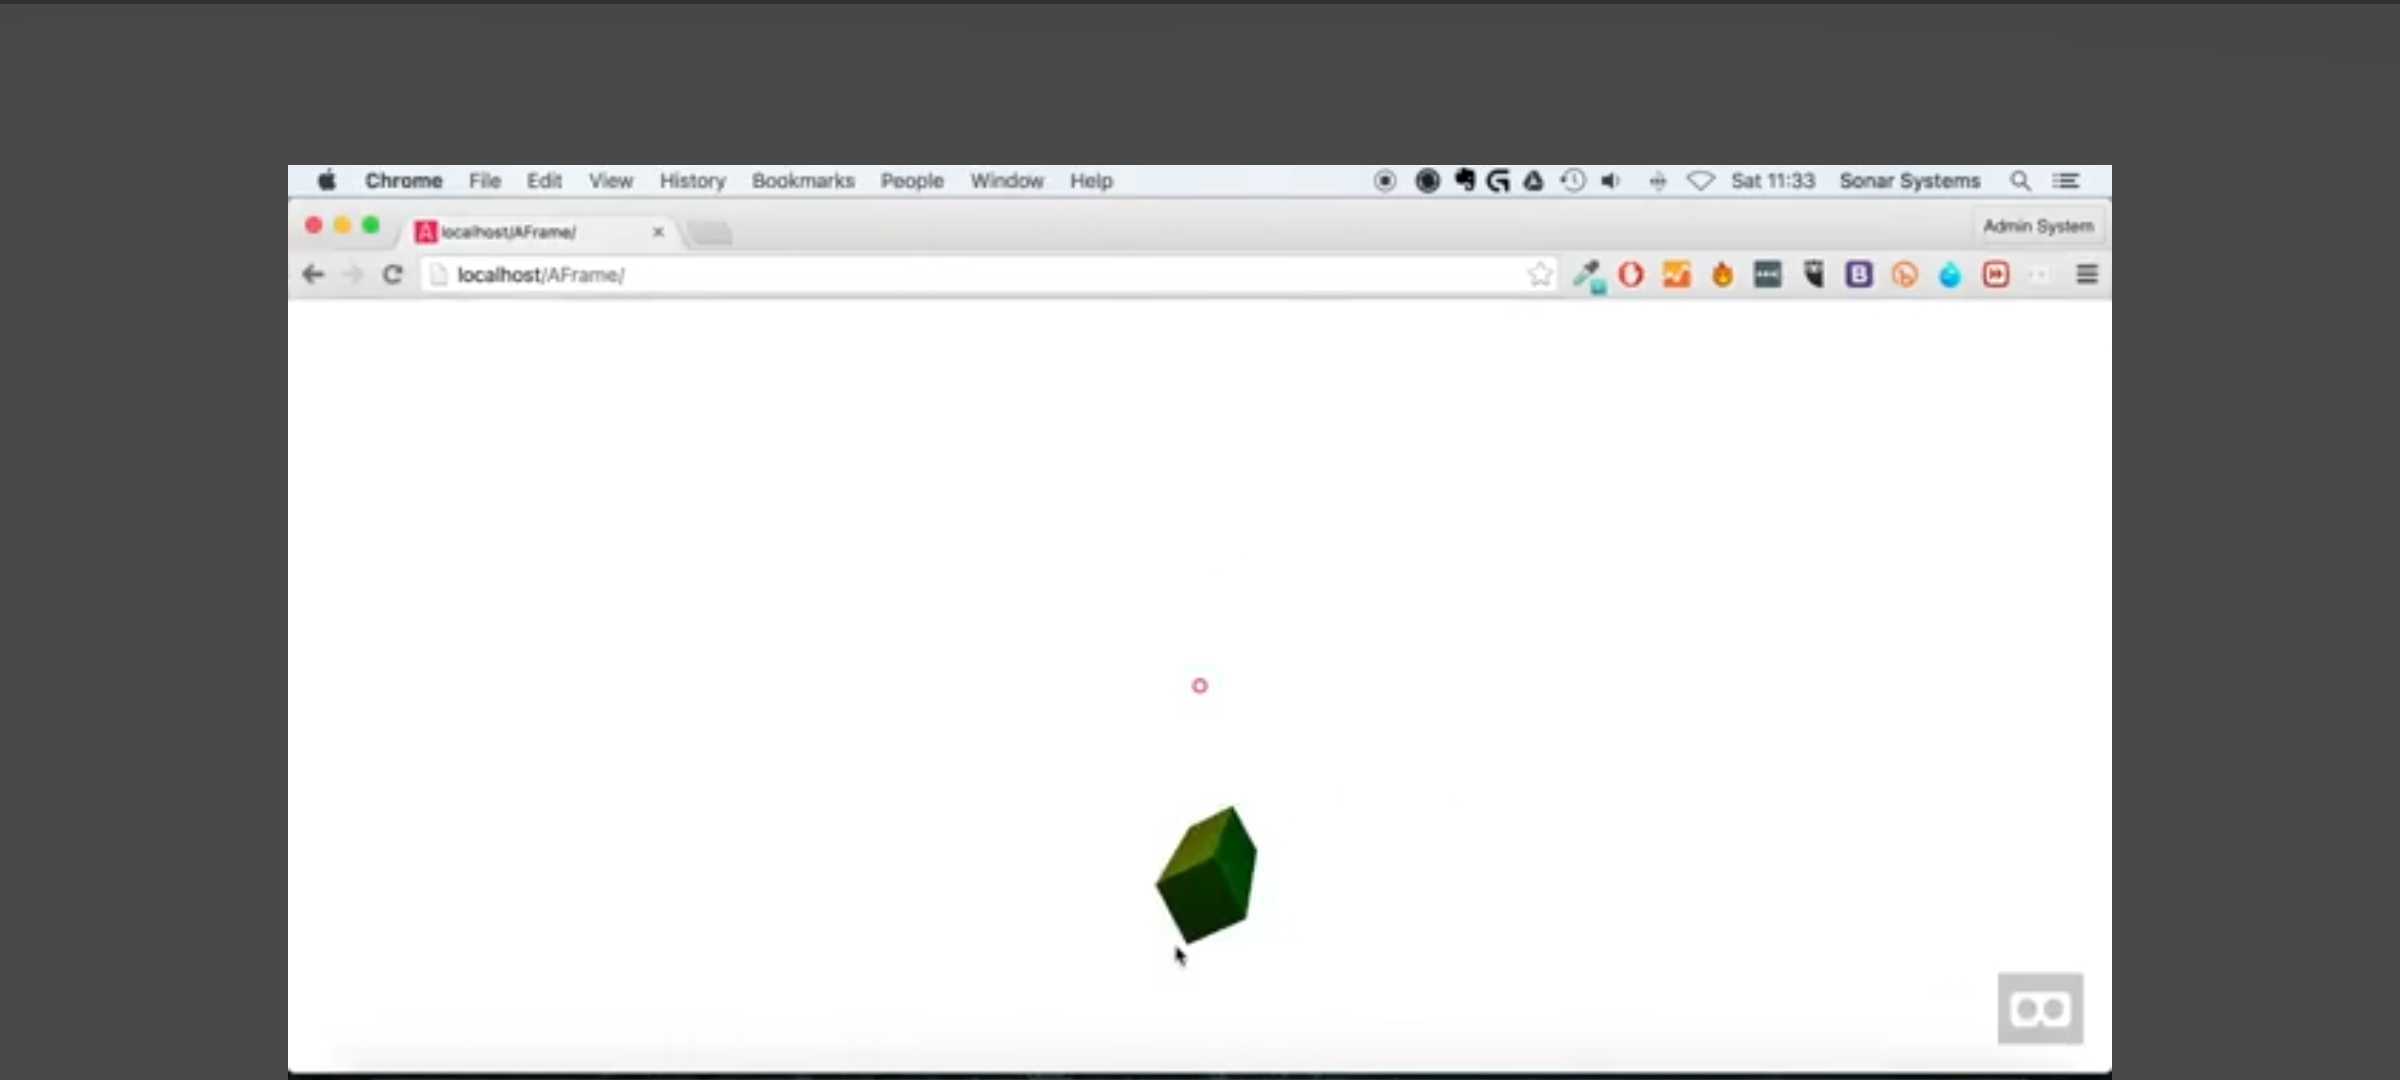 Chrome File Edit View History Bookmarks People Window Help Sat 11:33 Sonar Systems
A localhost/AFrame/ Admin System
localhost/AFrame/ B